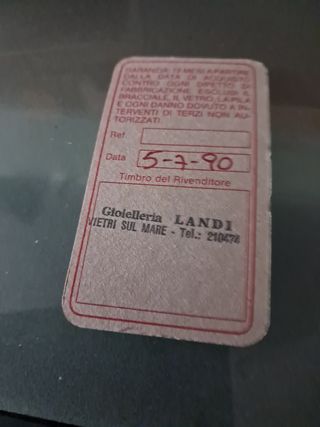 GARANZIA: 12 MESI A PARTIRE
DALLA DATA DI ACQUISTO
CONTRO OGNI DIFETTO DI
FABBRICAZIONE. ESCLUSI IL
BRACCIALE, IL VETRO, LA PILA
E OGNI DANNO DOVUTO A IN-
TERVENTI DI TERZI NON AU-
TORIZZATI.
Ref.
Data 5-7-90
Timbro del Rivenditore
Gioielleria LANDI
VIETRI SUL MARE - Tel.: 210478